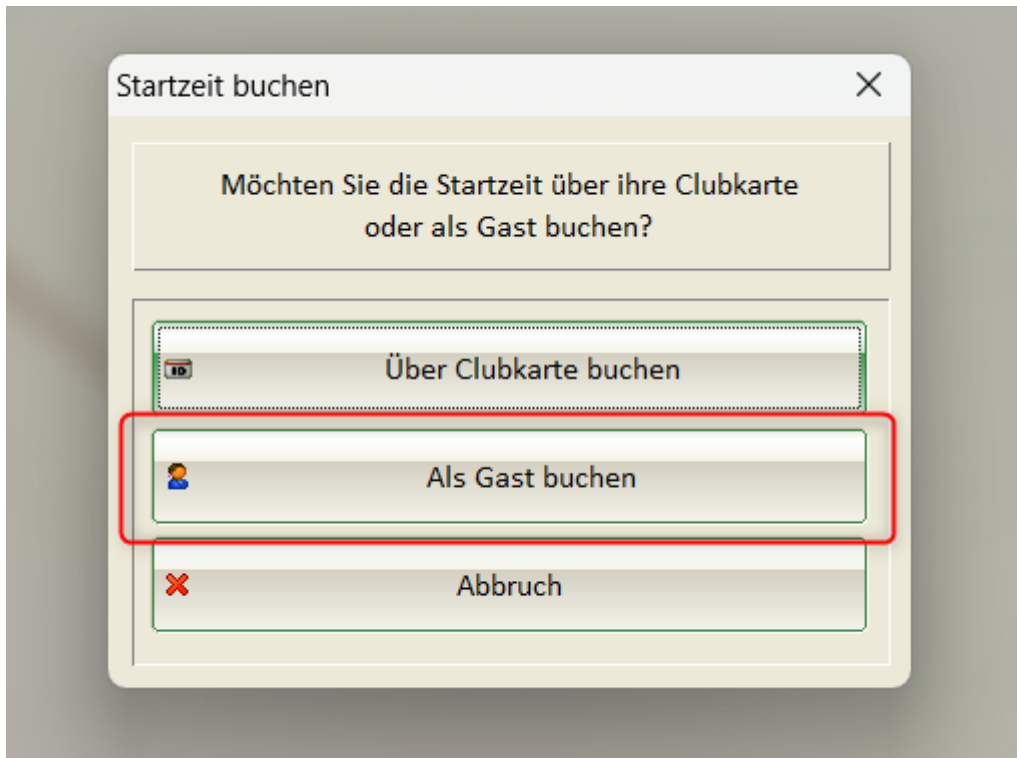 Startzeit buchen
Möchten Sie die Startzeit über ihre Clubkarte
oder als Gast buchen?
ID
Über Clubkarte buchen
Als Gast buchen
Abbruch